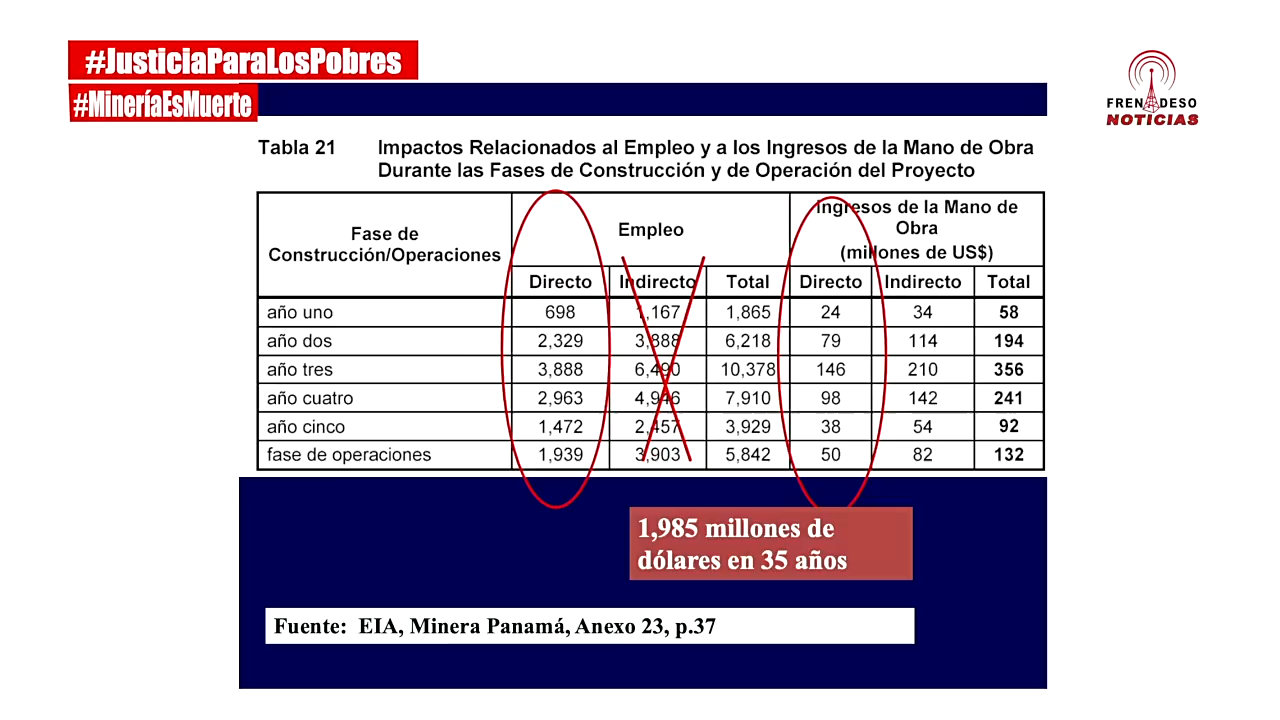 #JusticiaParaLosPobres
#MineríaEsMuerte
FRENADESO
NOTICIAS
Tabla 21 Impactos Relacionados al Empleo y a los Ingresos de la Mano de Obra
Durante las Fases de Construcción y de Operación del Proyecto
Fase de
Construcción/Operaciones
Empleo
Ingresos de la Mano de
Obra
(millones de US$)
Directo Indirecto Total Directo Indirecto Total
año uno 698 1,167 1,865 24 34 58
año dos 2,329 3,888 6,218 79 114 194
año tres 3,888 6,490 10,378 146 210 356
año cuatro 2,963 4,946 7,910 98 142 241
año cinco 1,472 2,457 3,929 38 54 92
fase de operaciones 1,939 3,903 5,842 50 82 132
1,985 millones de
dólares en 35 años
Fuente: EIA, Minera Panamá, Anexo 23, p.37